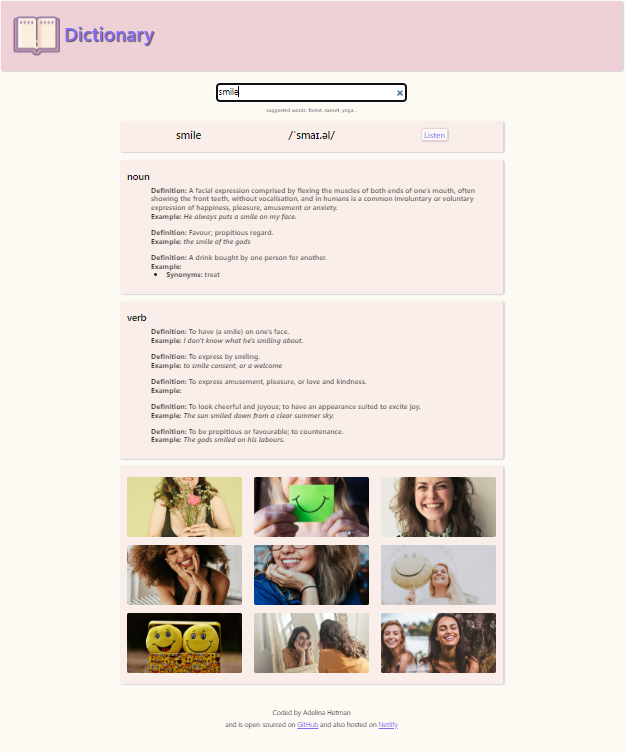 Dictionary
smile
suggested words: forest, sunset, yoga...
smile /ˈsmaɪ.əl/ Listen
noun
Definition: A facial expression comprised by flexing the muscles of both ends of one's mouth, often
showing the front teeth, without vocalisation, and in humans is a common involuntary or voluntary
expression of happiness, pleasure, amusement or anxiety.
Example: He always puts a smile on my face.
Definition: Favour; propitious regard.
Example: the smile of the gods
Definition: A drink bought by one person for another.
Example:
• Synonyms: treat
verb
Definition: To have (a smile) on one's face.
Example: I don't know what he's smiling about.
Definition: To express by smiling.
Example: to smile consent, or a welcome
Definition: To express amusement, pleasure, or love and kindness.
Example:
Definition: To look cheerful and joyous; to have an appearance suited to excite joy.
Example: The sun smiled down from a clear summer sky.
Definition: To be propitious or favourable; to countenance.
Example: The gods smiled on his labours.
Coded by Adelina Hetman
and is open-sourced on GitHub and also hosted on Netlify